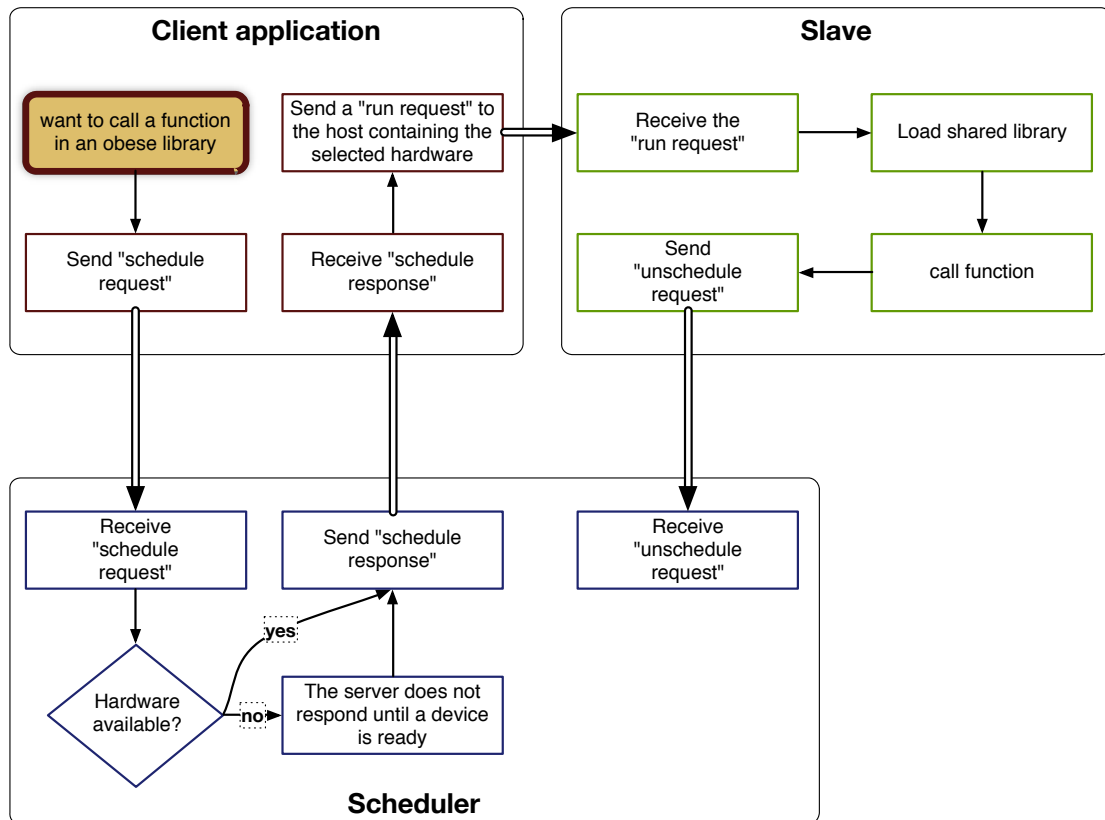 Client application
want to call a function
in an obese library
Send "schedule
request"
Send a "run request" to
the host containing the
selected hardware
Receive "schedule
response"
Slave
Receive the
"run request"
Load shared library
Send
"unschedule
request"
call function
Receive
"schedule
request"
Send "schedule
response"
Receive
"unschedule
request"
yes
Hardware
available?
no
The server does not
respond until a device
is ready
Scheduler